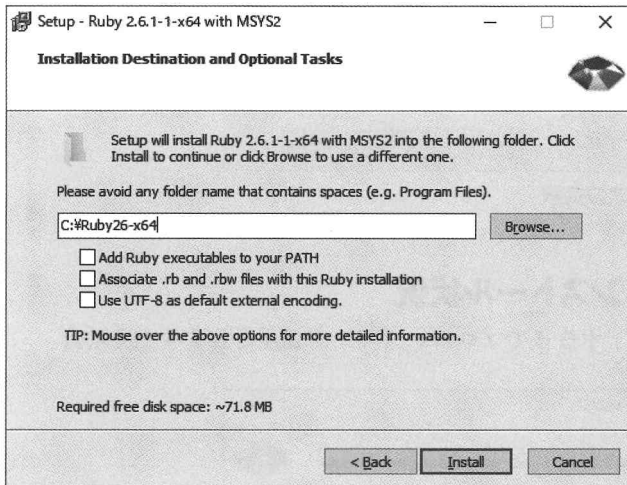 Setup - Ruby 2.6.1-1-x64 with MSYS2
Installation Destination and Optional Tasks
Setup will install Ruby 2.6.1-1-x64 with MSYS2 into the following folder. Click
Install to continue or click Browse to use a different one.
Please avoid any folder name that contains spaces (e.g. Program Files).
C:¥Ruby26-x64
Browse...
Add Ruby executables to your PATH
Associate .rb and .rbw files with this Ruby installation
Use UTF-8 as default external encoding.
TIP: Mouse over the above options for more detailed information.
Required free disk space: ~71.8 MB
< Back
Install
Cancel